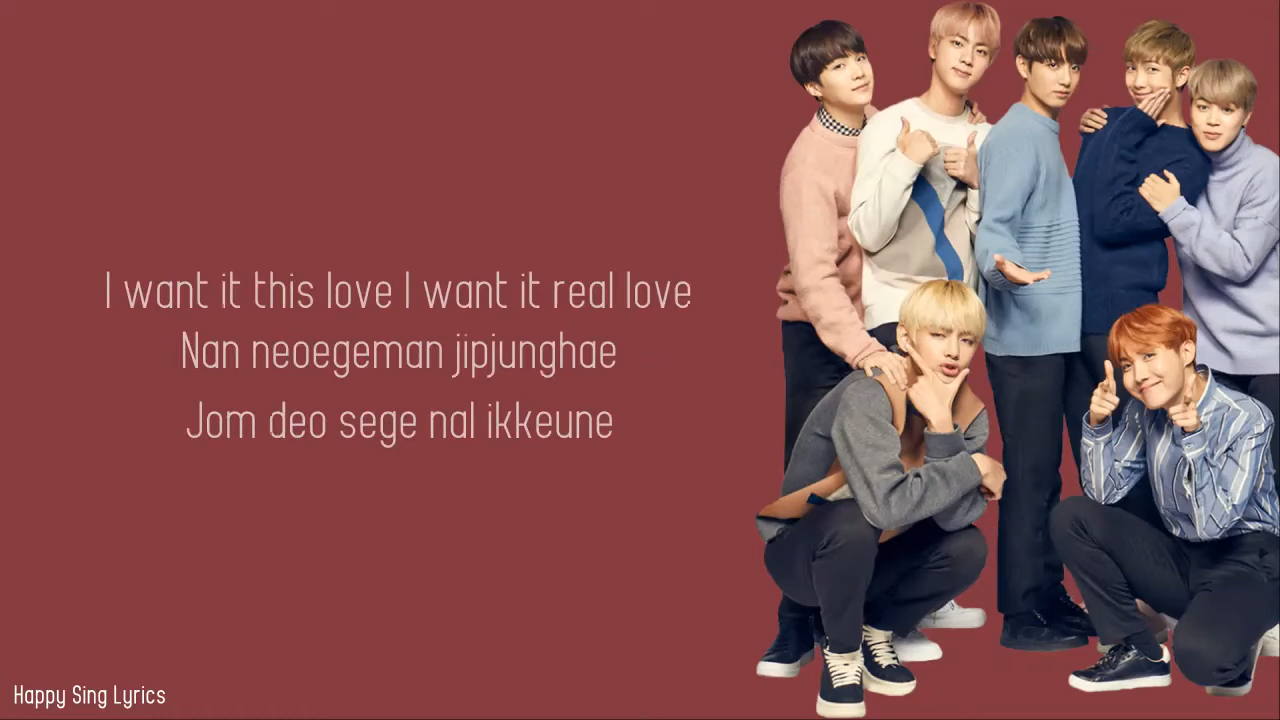 I want it this love I want it real love
Nan neoegeman jipjunghae
Jom deo sege nal ikkeune
Happy Sing Lyrics